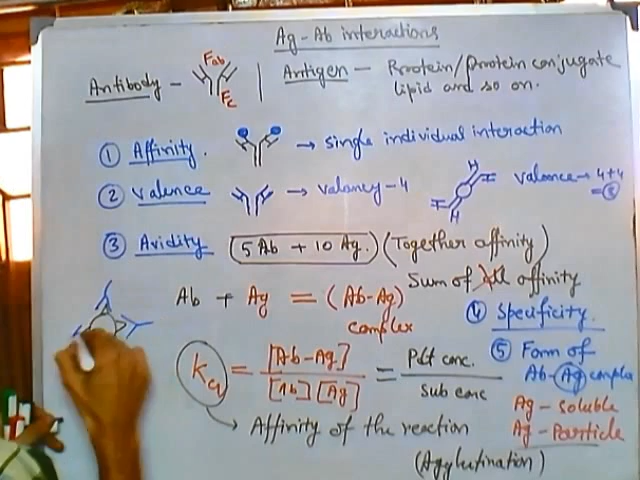 Ag-Ab interactions
Antibody - Fab Fc
Antigen - Protein/protein conjugate
lipid and so on.
① Affinity. → single individual interaction
② Valence → valancy-4
valance → 4+4
=⑧
③ Avidity 5 Ab + 10 Ag. (Together affinity)
Sum of affinity
Ab + Ag = (Ab-Ag)
complex
④ Specificity.
⑤ Form of
Ab-Ag complex
Ag - soluble
Ag - Particle
Keq = [Ab-Ag] / [Ab][Ag] = Pdt conc. / Sub conc
→ Affinity of the reaction
(Agglutination)